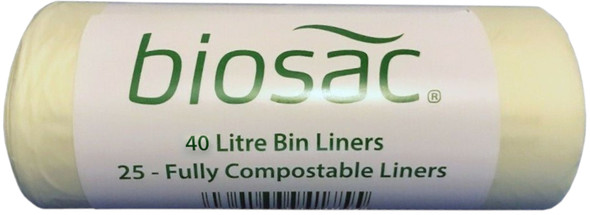 biosac®
40 Litre Bin Liners
25 - Fully Compostable Liners